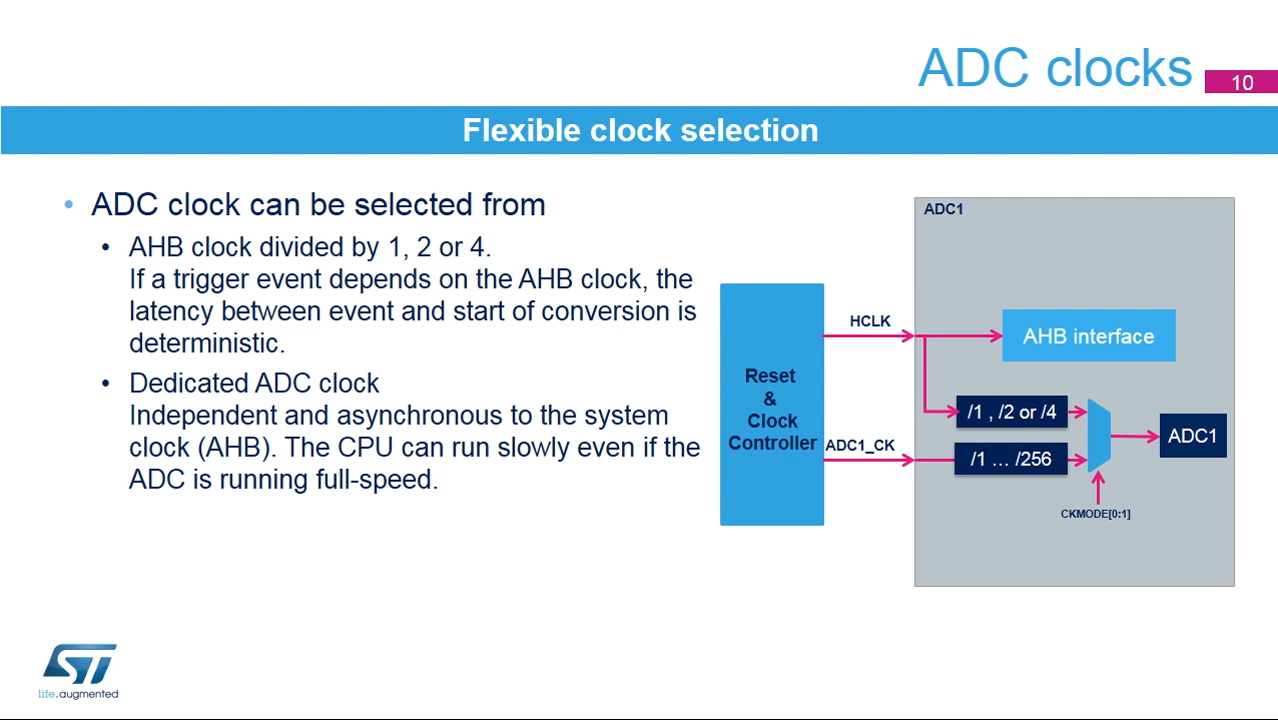 ADC clocks
10
Flexible clock selection
• ADC clock can be selected from
• AHB clock divided by 1, 2 or 4.
If a trigger event depends on the AHB clock, the
latency between event and start of conversion is
deterministic.
• Dedicated ADC clock
Independent and asynchronous to the system
clock (AHB). The CPU can run slowly even if the
ADC is running full-speed.
Reset
&
Clock
Controller
HCLK
ADC1_CK
ADC1
AHB interface
/1 , /2 or /4
/1 … /256
ADC1
CKMODE[0:1]
ST
life.augmented